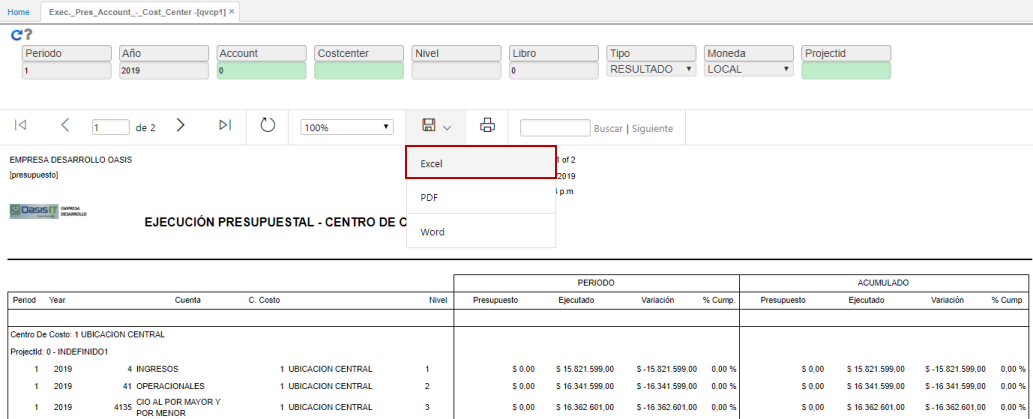 Home Exec._Pres_Account_-_Cost_Center -[qvcp1] ×
Periodo Año Account Costcenter Nivel Libro Tipo Moneda Projectid
1 2019 0 0 RESULTADO LOCAL
1 de 2 100% Buscar | Siguiente
Excel
PDF
Word
EMPRESA DESARROLLO OASIS 1 of 2
[presupuesto] 2019
p.m.
OasisIT EMPRESA DESARROLLO
EJECUCIÓN PRESUPUESTAL - CENTRO DE C
PERIODO ACUMULADO
Period Year Cuenta C. Costo Nivel Presupuesto Ejecutado Variación % Cump. Presupuesto Ejecutado Variación % Cump.
Centro De Costo: 1 UBICACION CENTRAL
ProjectId: 0 - INDEFINIDO1
1 2019 4 INGRESOS 1 UBICACION CENTRAL 1 $ 0,00 $ 15.821.599,00 $ -15.821.599,00 0,00 % $ 0,00 $ 15.821.599,00 $ -15.821.599,00 0,00 %
1 2019 41 OPERACIONALES 1 UBICACION CENTRAL 2 $ 0,00 $ 16.341.599,00 $ -16.341.599,00 0,00 % $ 0,00 $ 16.341.599,00 $ -16.341.599,00 0,00 %
1 2019 4135 CIO AL POR MAYOR Y POR MENOR 1 UBICACION CENTRAL 3 $ 0,00 $ 16.362.601,00 $ -16.362.601,00 0,00 % $ 0,00 $ 16.362.601,00 $ -16.362.601,00 0,00 %